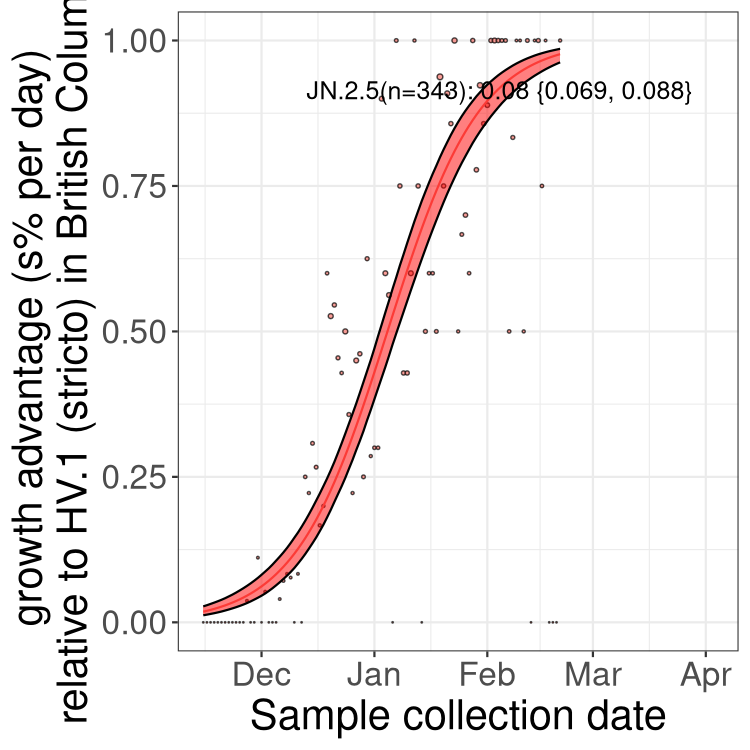 growth advantage (s% per day)
relative to HV.1 (stricto) in British Colum
1.00
0.75
0.50
0.25
0.00
JN.2.5(n=343): 0.08 {0.069, 0.088}
Dec Jan Feb Mar Apr
Sample collection date